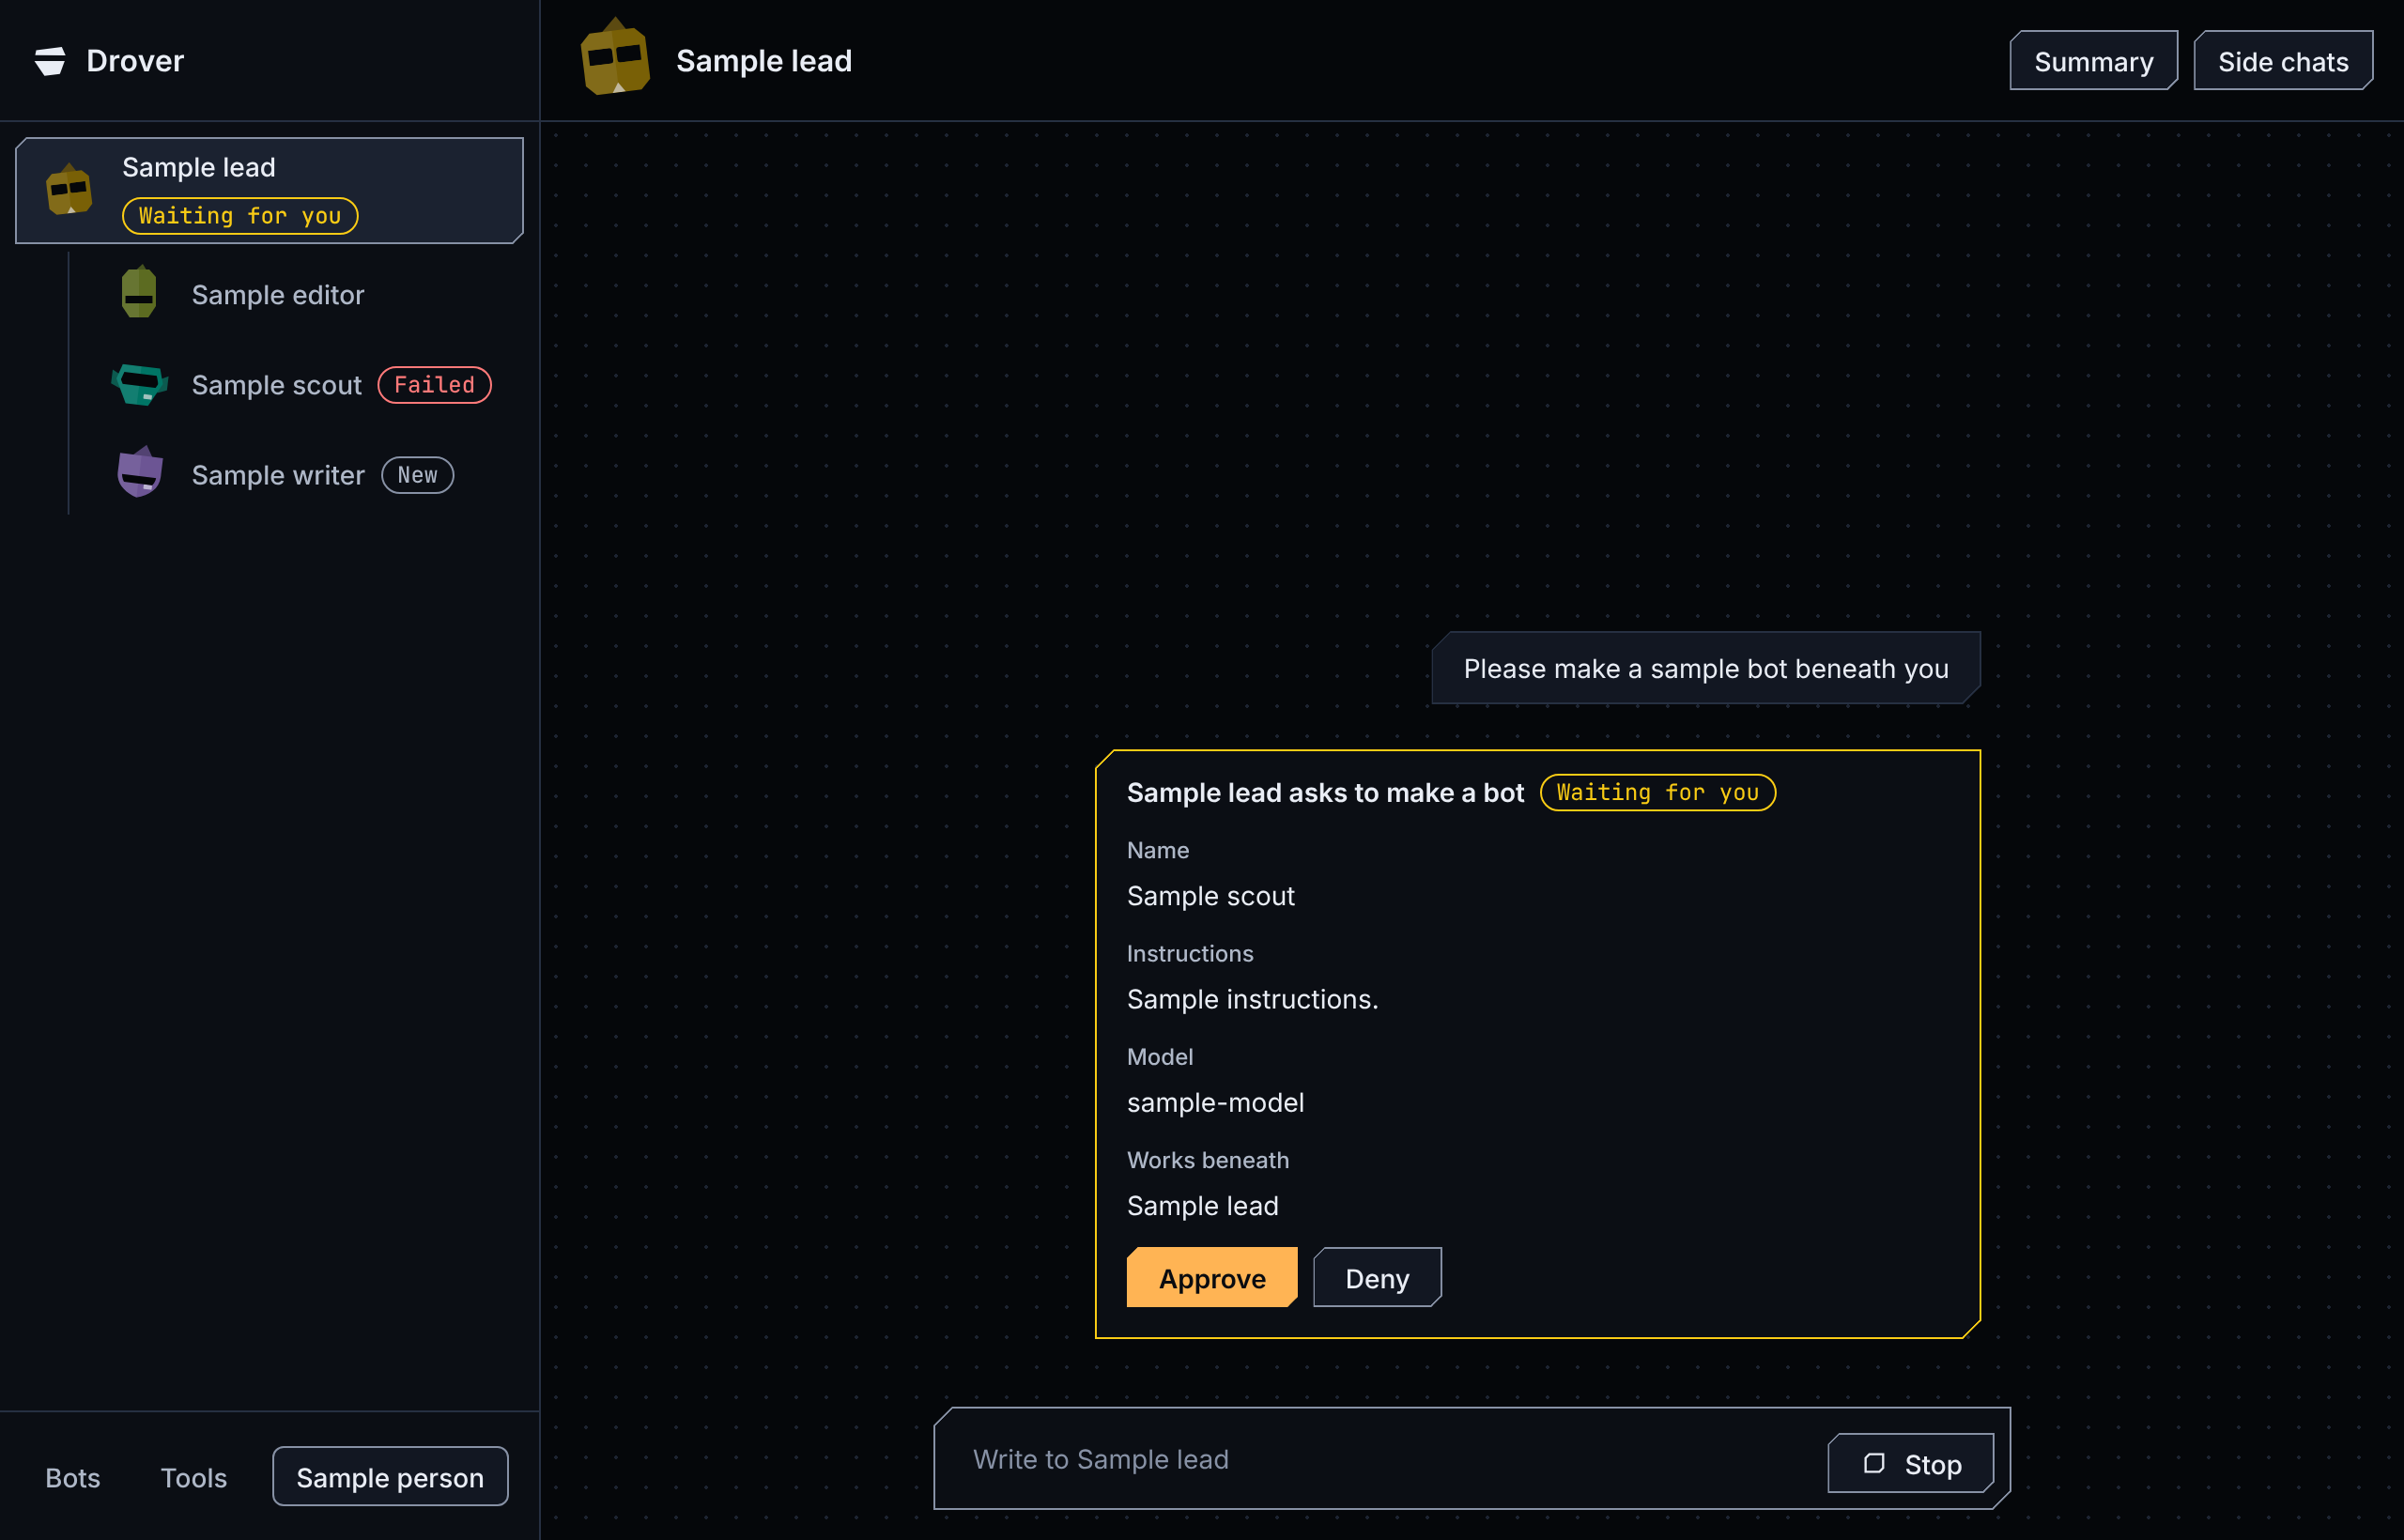 Drover
Sample lead
Waiting for you
Sample editor
Sample scout Failed
Sample writer New
Bots Tools Sample person
Sample lead
Summary Side chats
Please make a sample bot beneath you
Sample lead asks to make a bot Waiting for you
Name
Sample scout
Instructions
Sample instructions.
Model
sample-model
Works beneath
Sample lead
Approve Deny
Write to Sample lead Stop